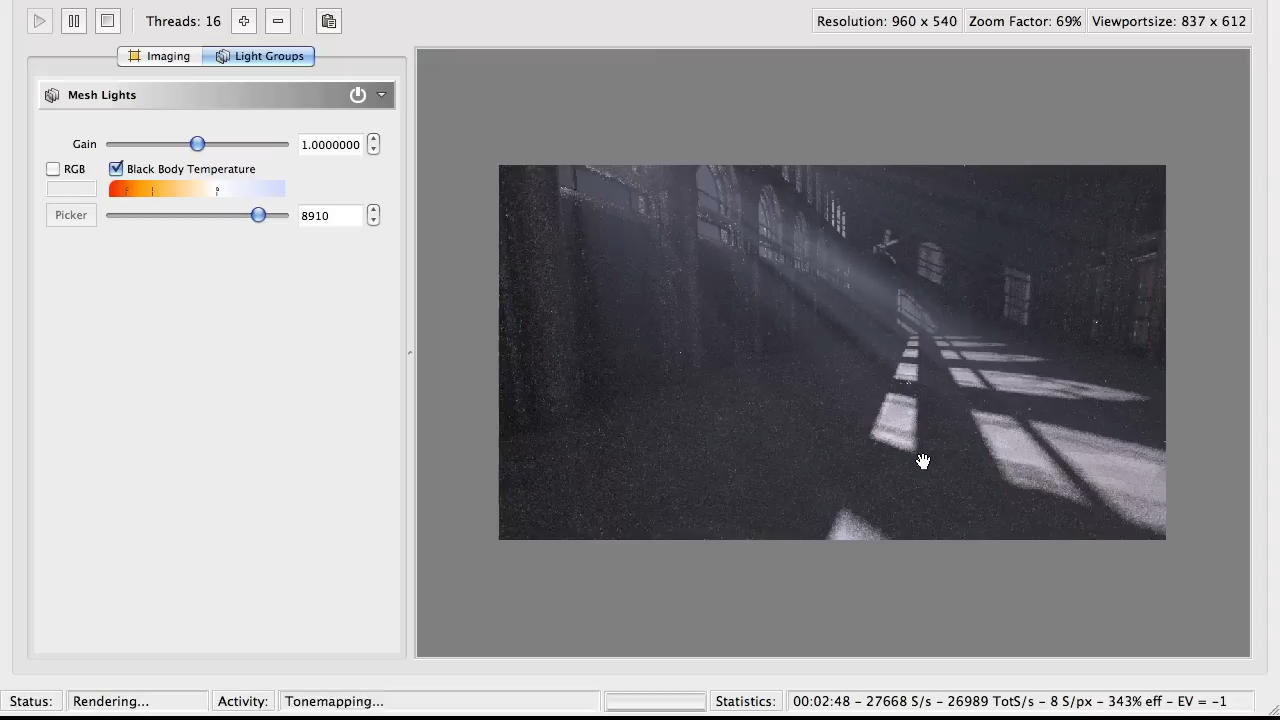 Threads: 16
Resolution: 960 x 540
Zoom Factor: 69%
Viewportsize: 837 x 612
Imaging
Light Groups
Mesh Lights
Gain
1.0000000
RGB
Black Body Temperature
Picker
8910
Status:
Rendering...
Activity:
Tonemapping...
Statistics:
00:02:48 - 27668 S/s - 26989 TotS/s - 8 S/px - 343% eff - EV = -1